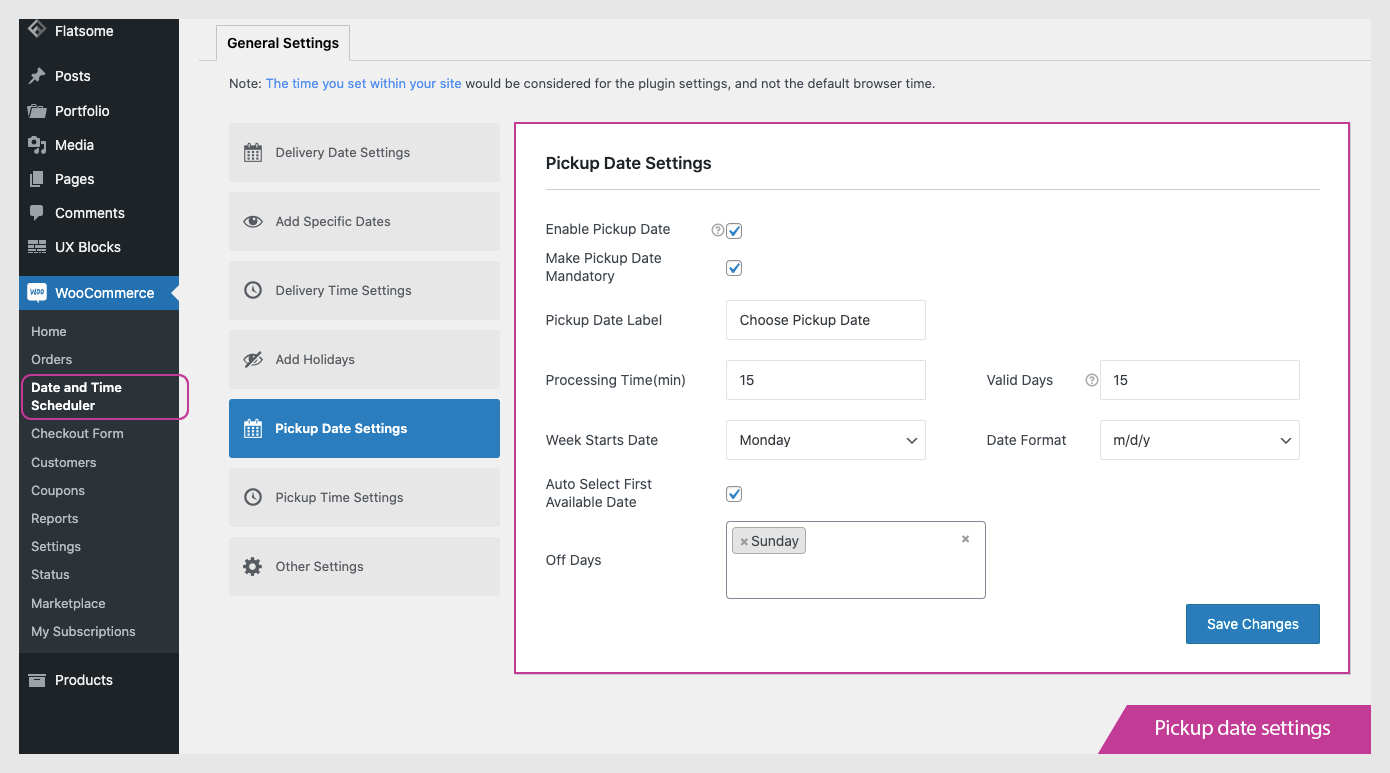 Flatsome
Posts
Portfolio
Media
Pages
Comments
UX Blocks
WOO
WooCommerce
Home
Orders
Date and Time
Scheduler
Checkout Form
Customers
Coupons
Reports
Settings
Status
Marketplace
My Subscriptions
Products
General Settings
Note: The time you set within your site would be considered for the plugin settings, and not the default browser time.
Delivery Date Settings
Add Specific Dates
Delivery Time Settings
Add Holidays
Pickup Date Settings
Pickup Time Settings
Other Settings
Pickup Date Settings
Enable Pickup Date
Make Pickup Date
Mandatory
Pickup Date Label
Choose Pickup Date
Processing Time(min)
15
Valid Days
15
Week Starts Date
Monday
Date Format
m/d/y
Auto Select First
Available Date
Off Days
× Sunday
×
Save Changes
Pickup date settings